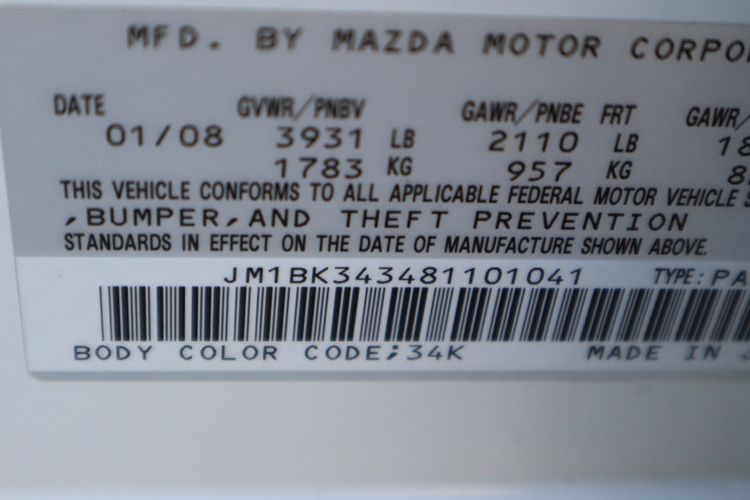 MFD. BY MAZDA MOTOR CORPO
DATE GVWR/PNBV GAWR/PNBE FRT GAWR/
01/08 3931 LB 2110 LB 18
1783 KG 957 KG 8
THIS VEHICLE CONFORMS TO ALL APPLICABLE FEDERAL MOTOR VEHICLE S
,BUMPER,AND THEFT PREVENTION
STANDARDS IN EFFECT ON THE DATE OF MANUFACTURE SHOWN ABOVE.
JM1BK343481101041 TYPE: PA
BODY COLOR CODE;34K MADE IN J